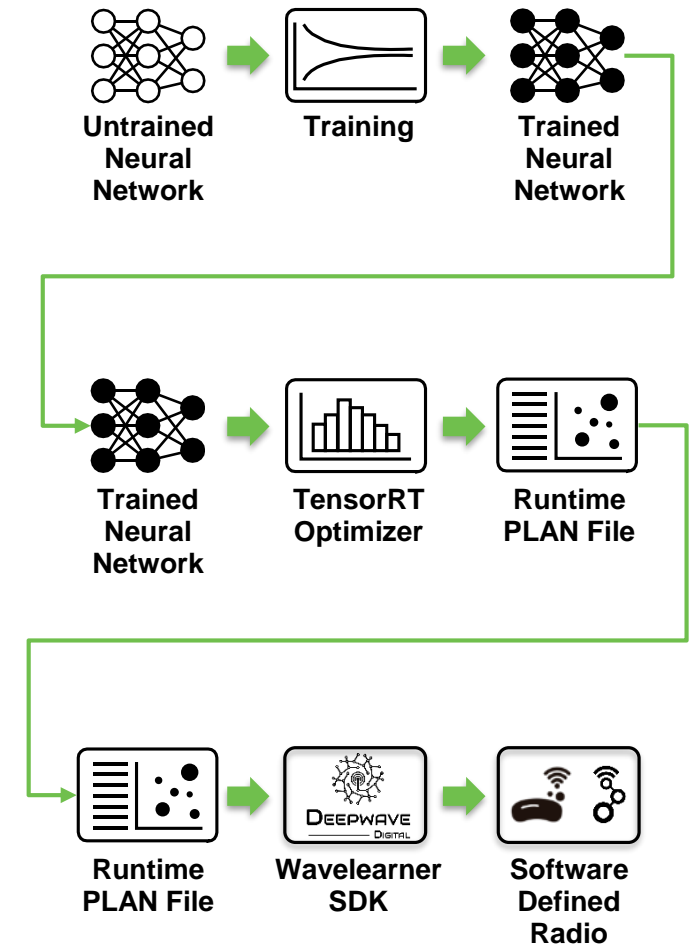 Untrained
Neural
Network
Training
Trained
Neural
Network
Trained
Neural
Network
TensorRT
Optimizer
Runtime
PLAN File
DEEPWAVE
DIGITAL
Runtime
PLAN File
Wavelearner
SDK
Software
Defined
Radio